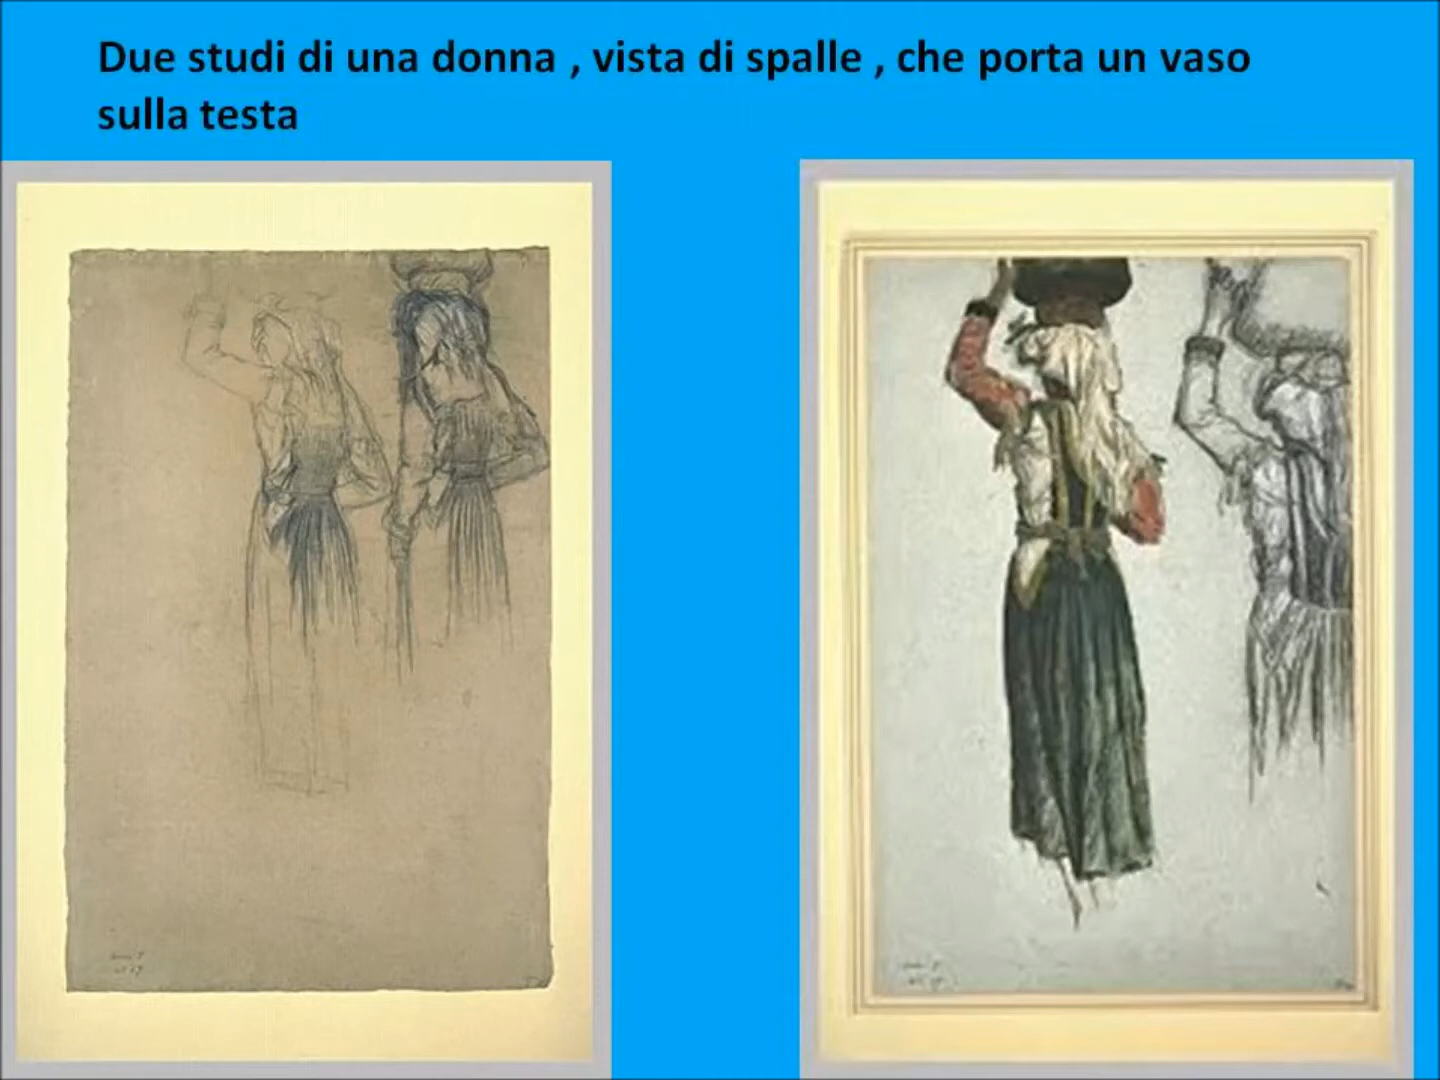 Due studi di una donna , vista di spalle , che porta un vaso
sulla testa